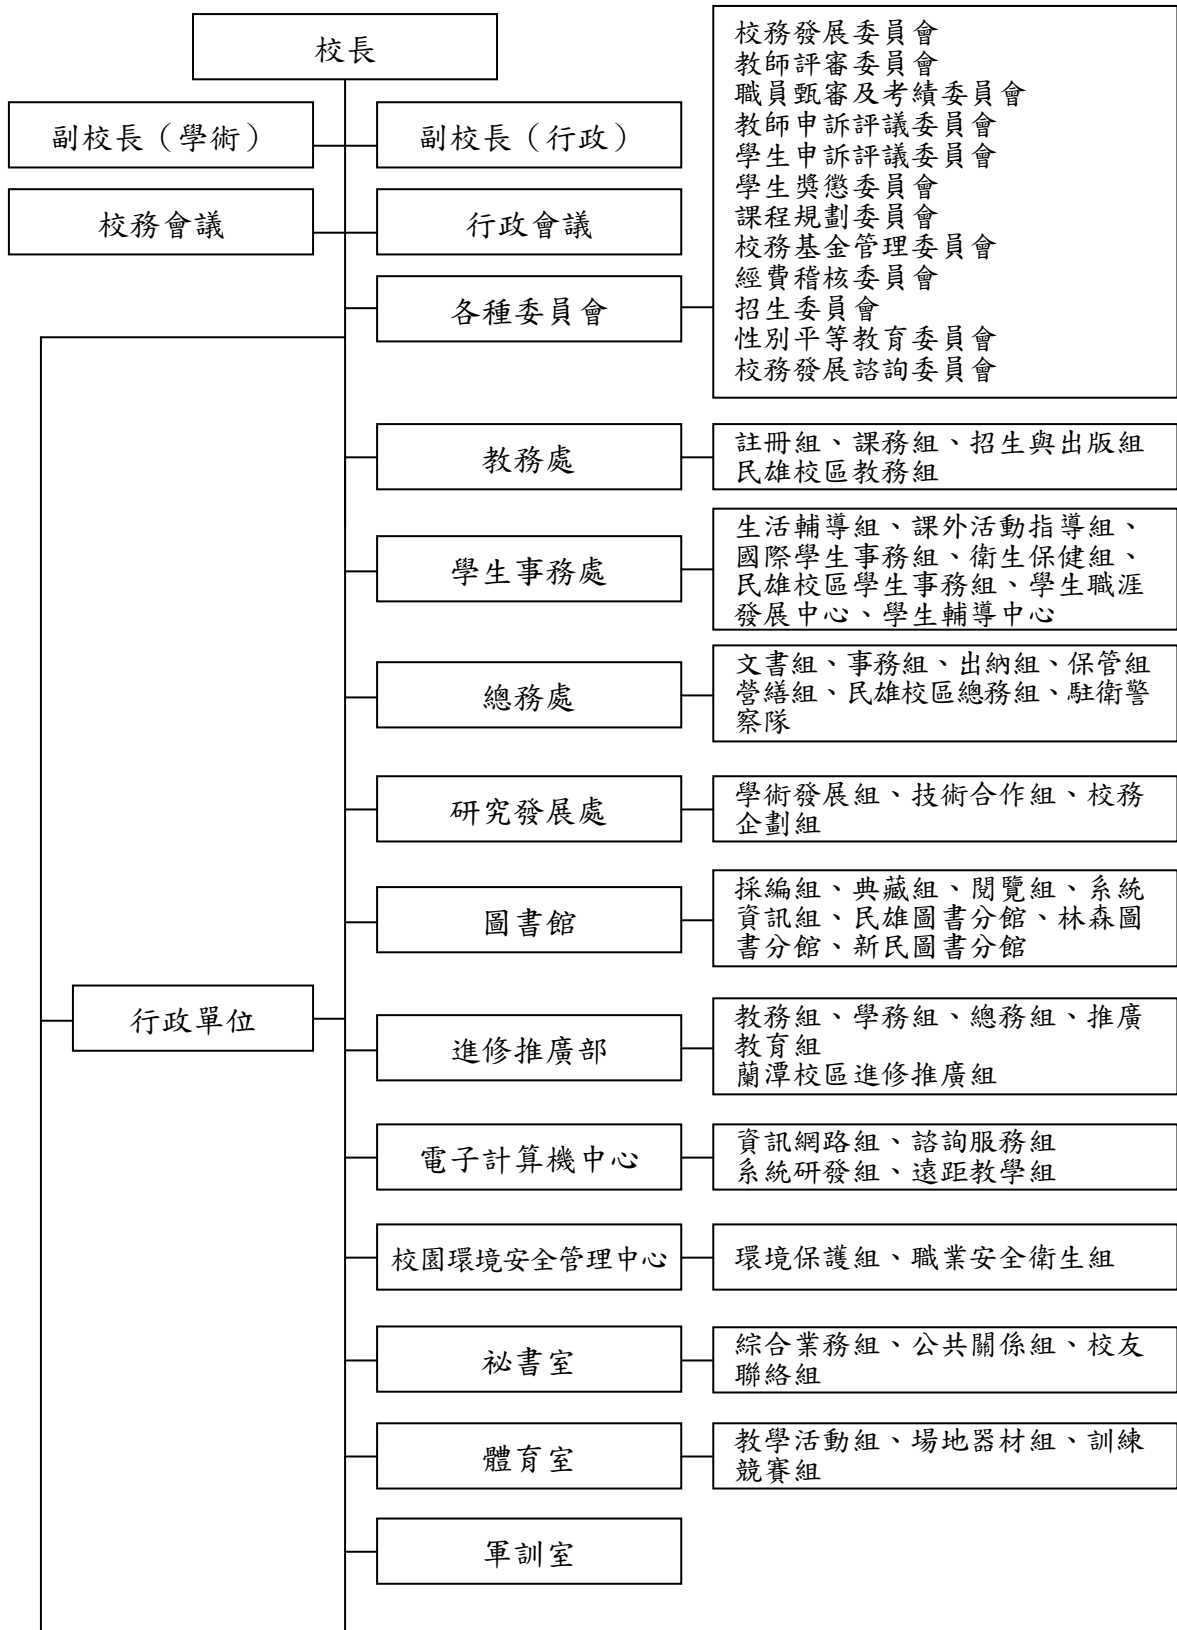 校長
副校長（學術）
副校長（行政）
校務會議
行政會議
各種委員會
校務發展委員會
教師評審委員會
職員甄審及考績委員會
教師申訴評議委員會
學生申訴評議委員會
學生獎懲委員會
課程規劃委員會
校務基金管理委員會
經費稽核委員會
招生委員會
性別平等教育委員會
校務發展諮詢委員會
教務處
註冊組、課務組、招生與出版組
民雄校區教務組
學生事務處
生活輔導組、課外活動指導組、
國際學生事務組、衛生保健組、
民雄校區學生事務組、學生職涯
發展中心、學生輔導中心
總務處
文書組、事務組、出納組、保管組
營繕組、民雄校區總務組、駐衛警
察隊
研究發展處
學術發展組、技術合作組、校務
企劃組
圖書館
採編組、典藏組、閱覽組、系統
資訊組、民雄圖書分館、林森圖
書分館、新民圖書分館
行政單位
進修推廣部
教務組、學務組、總務組、推廣
教育組
蘭潭校區進修推廣組
電子計算機中心
資訊網路組、諮詢服務組
系統研發組、遠距教學組
校園環境安全管理中心
環境保護組、職業安全衛生組
祕書室
綜合業務組、公共關係組、校友
聯絡組
體育室
教學活動組、場地器材組、訓練
競賽組
軍訓室